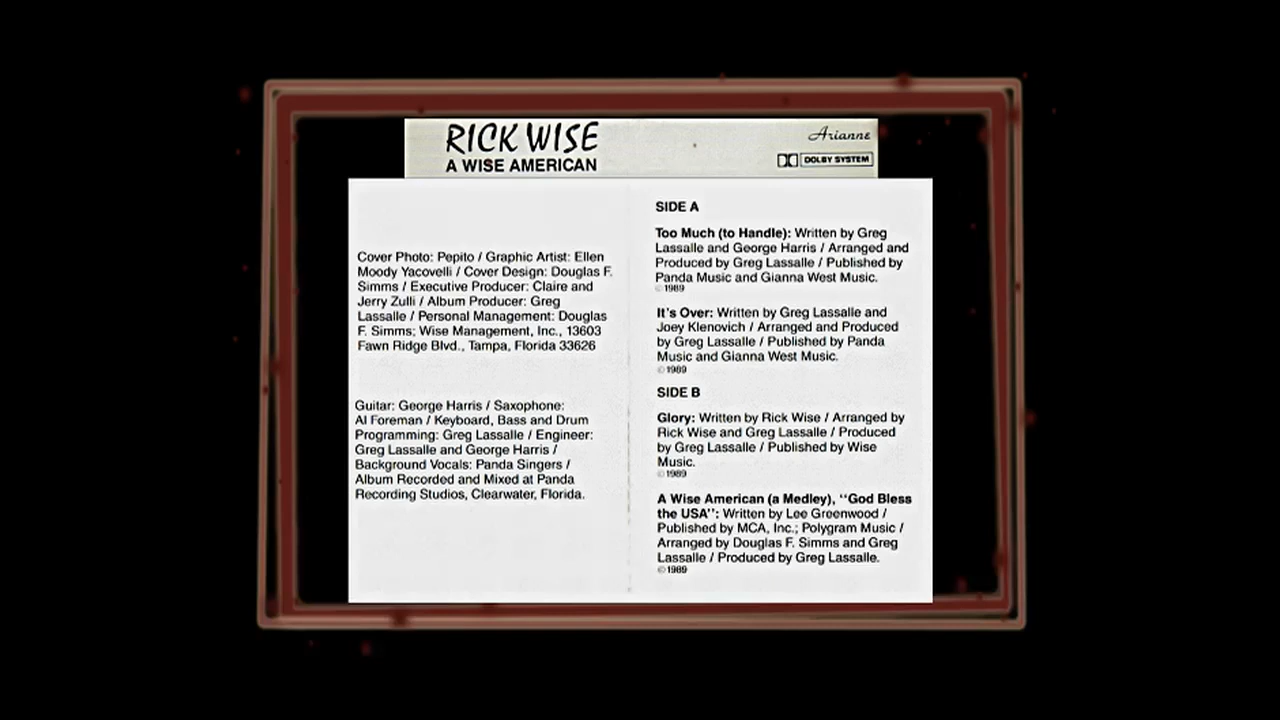 RICK WISE
A WISE AMERICAN
Arianne
DOLBY SYSTEM
Cover Photo: Pepito / Graphic Artist: Ellen
Moody Yacovelli / Cover Design: Douglas F.
Simms / Executive Producer: Claire and
Jerry Zulli / Album Producer: Greg
Lassalle / Personal Management: Douglas
F. Simms; Wise Management, Inc., 13603
Fawn Ridge Blvd., Tampa, Florida 33626
Guitar: George Harris / Saxophone:
Al Foreman / Keyboard, Bass and Drum
Programming: Greg Lassalle / Engineer:
Greg Lassalle and George Harris /
Background Vocals: Panda Singers /
Album Recorded and Mixed at Panda
Recording Studios, Clearwater, Florida.
SIDE A
Too Much (to Handle): Written by Greg
Lassalle and George Harris / Arranged and
Produced by Greg Lassalle / Published by
Panda Music and Gianna West Music.
© 1989
It's Over: Written by Greg Lassalle and
Joey Klenovich / Arranged and Produced
by Greg Lassalle / Published by Panda
Music and Gianna West Music.
© 1989
SIDE B
Glory: Written by Rick Wise / Arranged by
Rick Wise and Greg Lassalle / Produced
by Greg Lassalle / Published by Wise
Music.
© 1989
A Wise American (a Medley), ‘‘God Bless
the USA’’: Written by Lee Greenwood /
Published by MCA, Inc.; Polygram Music /
Arranged by Douglas F. Simms and Greg
Lassalle / Produced by Greg Lassalle.
© 1989